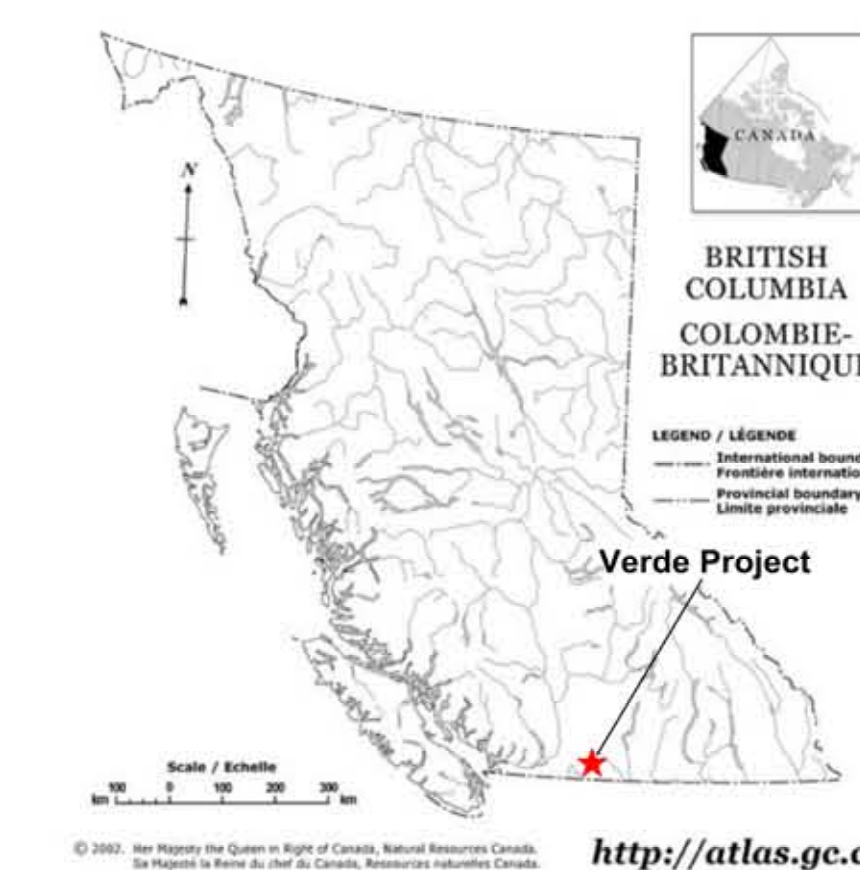 N
CANADA
BRITISH
COLUMBIA
COLOMBIE-
BRITANNIQUE
LEGEND / LÉGENDE
International bound
Frontière internatio
Provincial boundary
Limite provinciale
Verde Project
Scale / Echelle
100 0 100 200 300
km km
© 2002. Her Majesty the Queen in Right of Canada, Natural Resources Canada.
Sa Majesté la Reine du chef du Canada, Ressources naturelles Canada.
http://atlas.gc.c